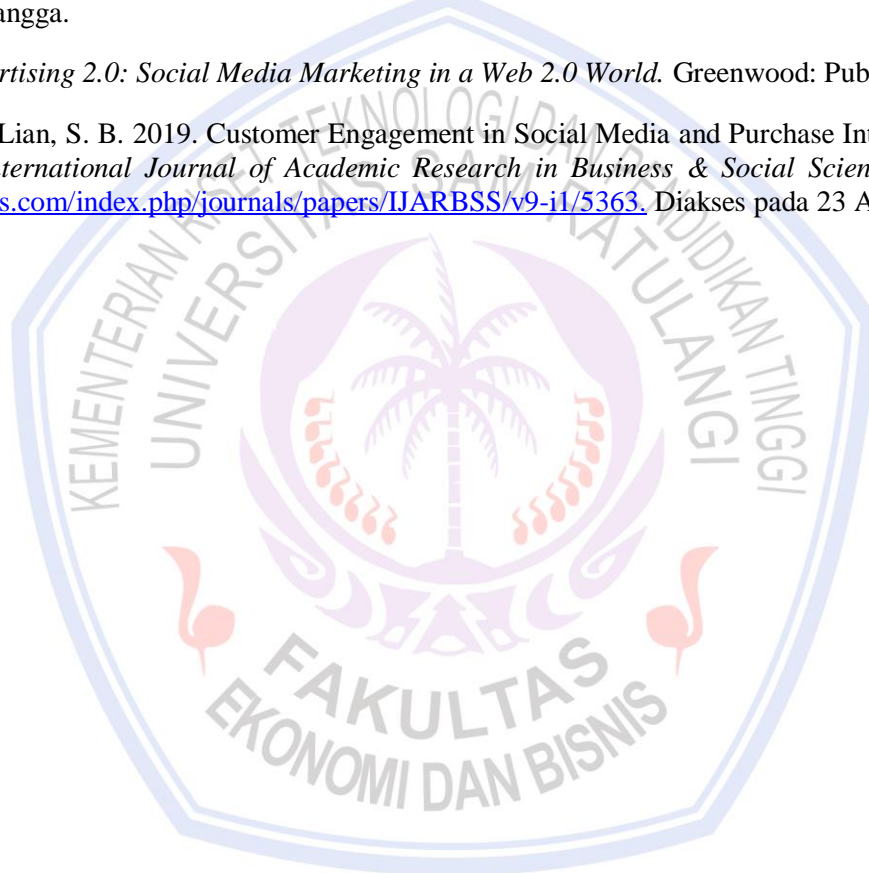 angga.
rtising 2.0: Social Media Marketing in a Web 2.0 World. Greenwood: Pub
Lian, S. B. 2019. Customer Engagement in Social Media and Purchase Int
ternational Journal of Academic Research in Business & Social Scien
s.com/index.php/journals/papers/IJARBSS/v9-i1/5363. Diakses pada 23 A
KEMENTERIAN RISET TEKNOLOGI DAN PENDIDIKAN TINGGI
UNIVERSITAS SAM RATULANGI
FAKULTAS
EKONOMI DAN BISNIS